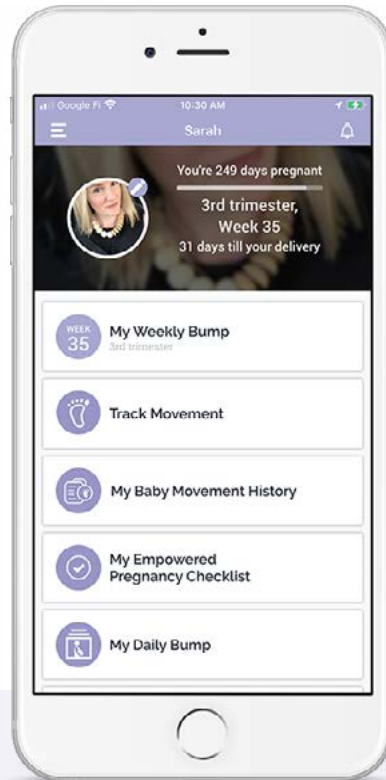 Google Fi
10:30 AM
Sarah
You're 249 days pregnant
3rd trimester,
Week 35
31 days till your delivery
WEEK
35
My Weekly Bump
3rd trimester
Track Movement
My Baby Movement History
My Empowered
Pregnancy Checklist
My Daily Bump